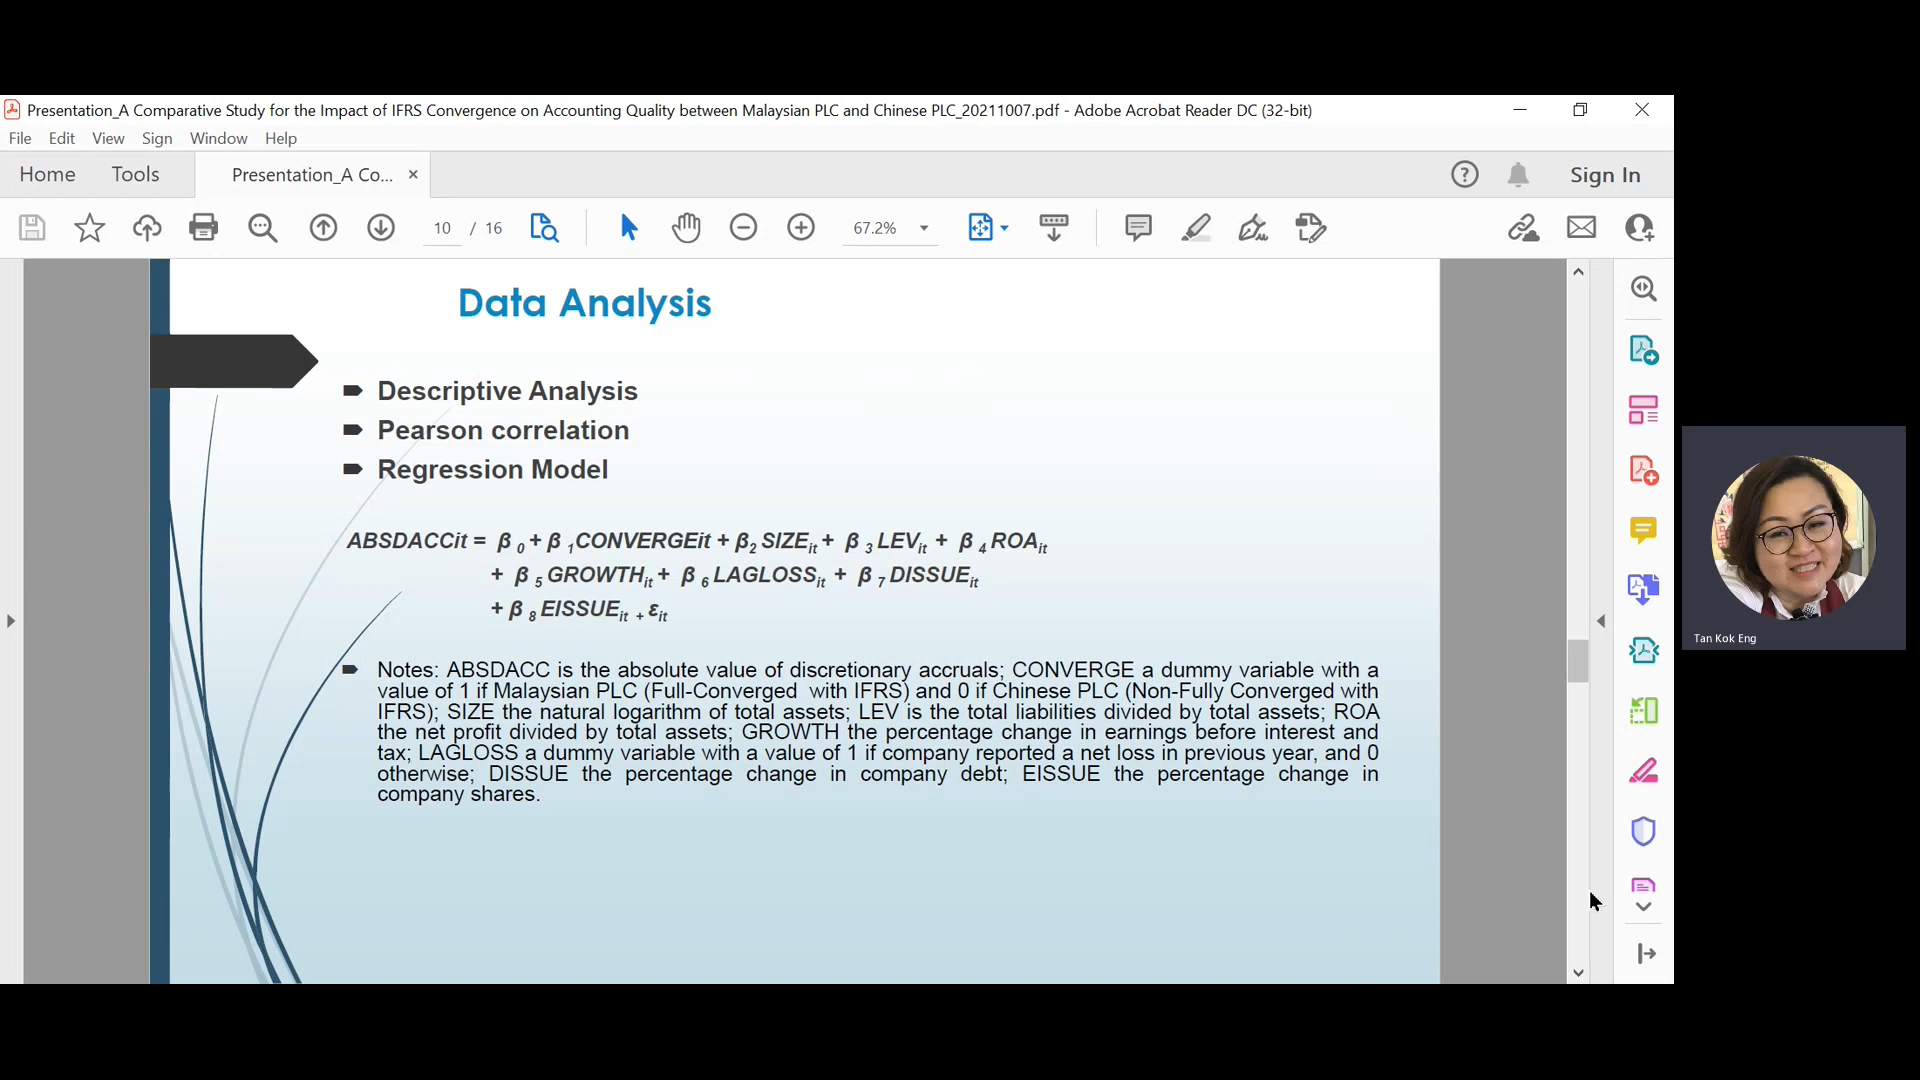 Presentation_A Comparative Study for the Impact of IFRS Convergence on Accounting Quality between Malaysian PLC and Chinese PLC_20211007.pdf - Adobe Acrobat Reader DC (32-bit)
File Edit View Sign Window Help
Home Tools Presentation_A Co... × Sign In
10 / 16 67.2%
Data Analysis
Descriptive Analysis
Pearson correlation
Regression Model
ABSDACCit = β 0 + β 1CONVERGEit + β2 SIZEit + β 3 LEVit + β 4 ROAit
+ β 5 GROWTHit + β 6 LAGLOSSit + β 7 DISSUEit
+ β 8 EISSUEit + εit
Notes: ABSDACC is the absolute value of discretionary accruals; CONVERGE a dummy variable with a
value of 1 if Malaysian PLC (Full-Converged with IFRS) and 0 if Chinese PLC (Non-Fully Converged with
IFRS); SIZE the natural logarithm of total assets; LEV is the total liabilities divided by total assets; ROA
the net profit divided by total assets; GROWTH the percentage change in earnings before interest and
tax; LAGLOSS a dummy variable with a value of 1 if company reported a net loss in previous year, and 0
otherwise; DISSUE the percentage change in company debt; EISSUE the percentage change in
company shares.
Tan Kok Eng